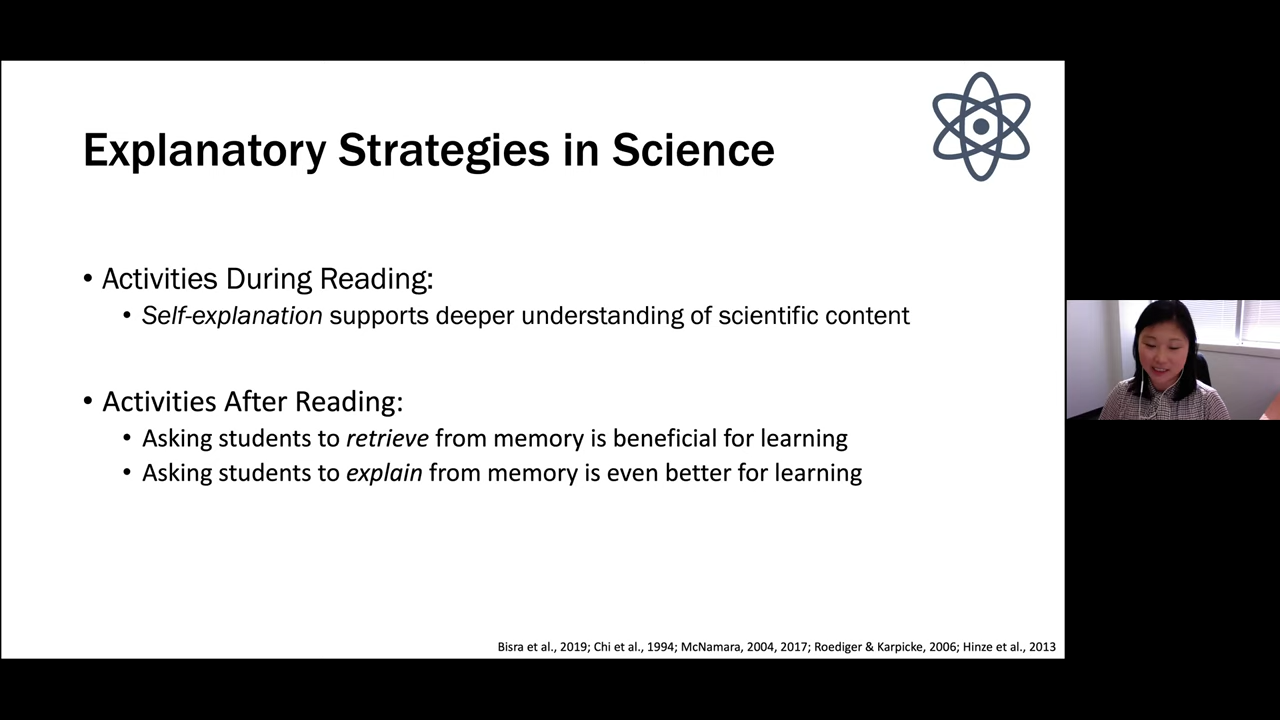 Explanatory Strategies in Science
• Activities During Reading:
• Self-explanation supports deeper understanding of scientific content
• Activities After Reading:
• Asking students to retrieve from memory is beneficial for learning
• Asking students to explain from memory is even better for learning
Bisra et al., 2019; Chi et al., 1994; McNamara, 2004, 2017; Roediger & Karpicke, 2006; Hinze et al., 2013